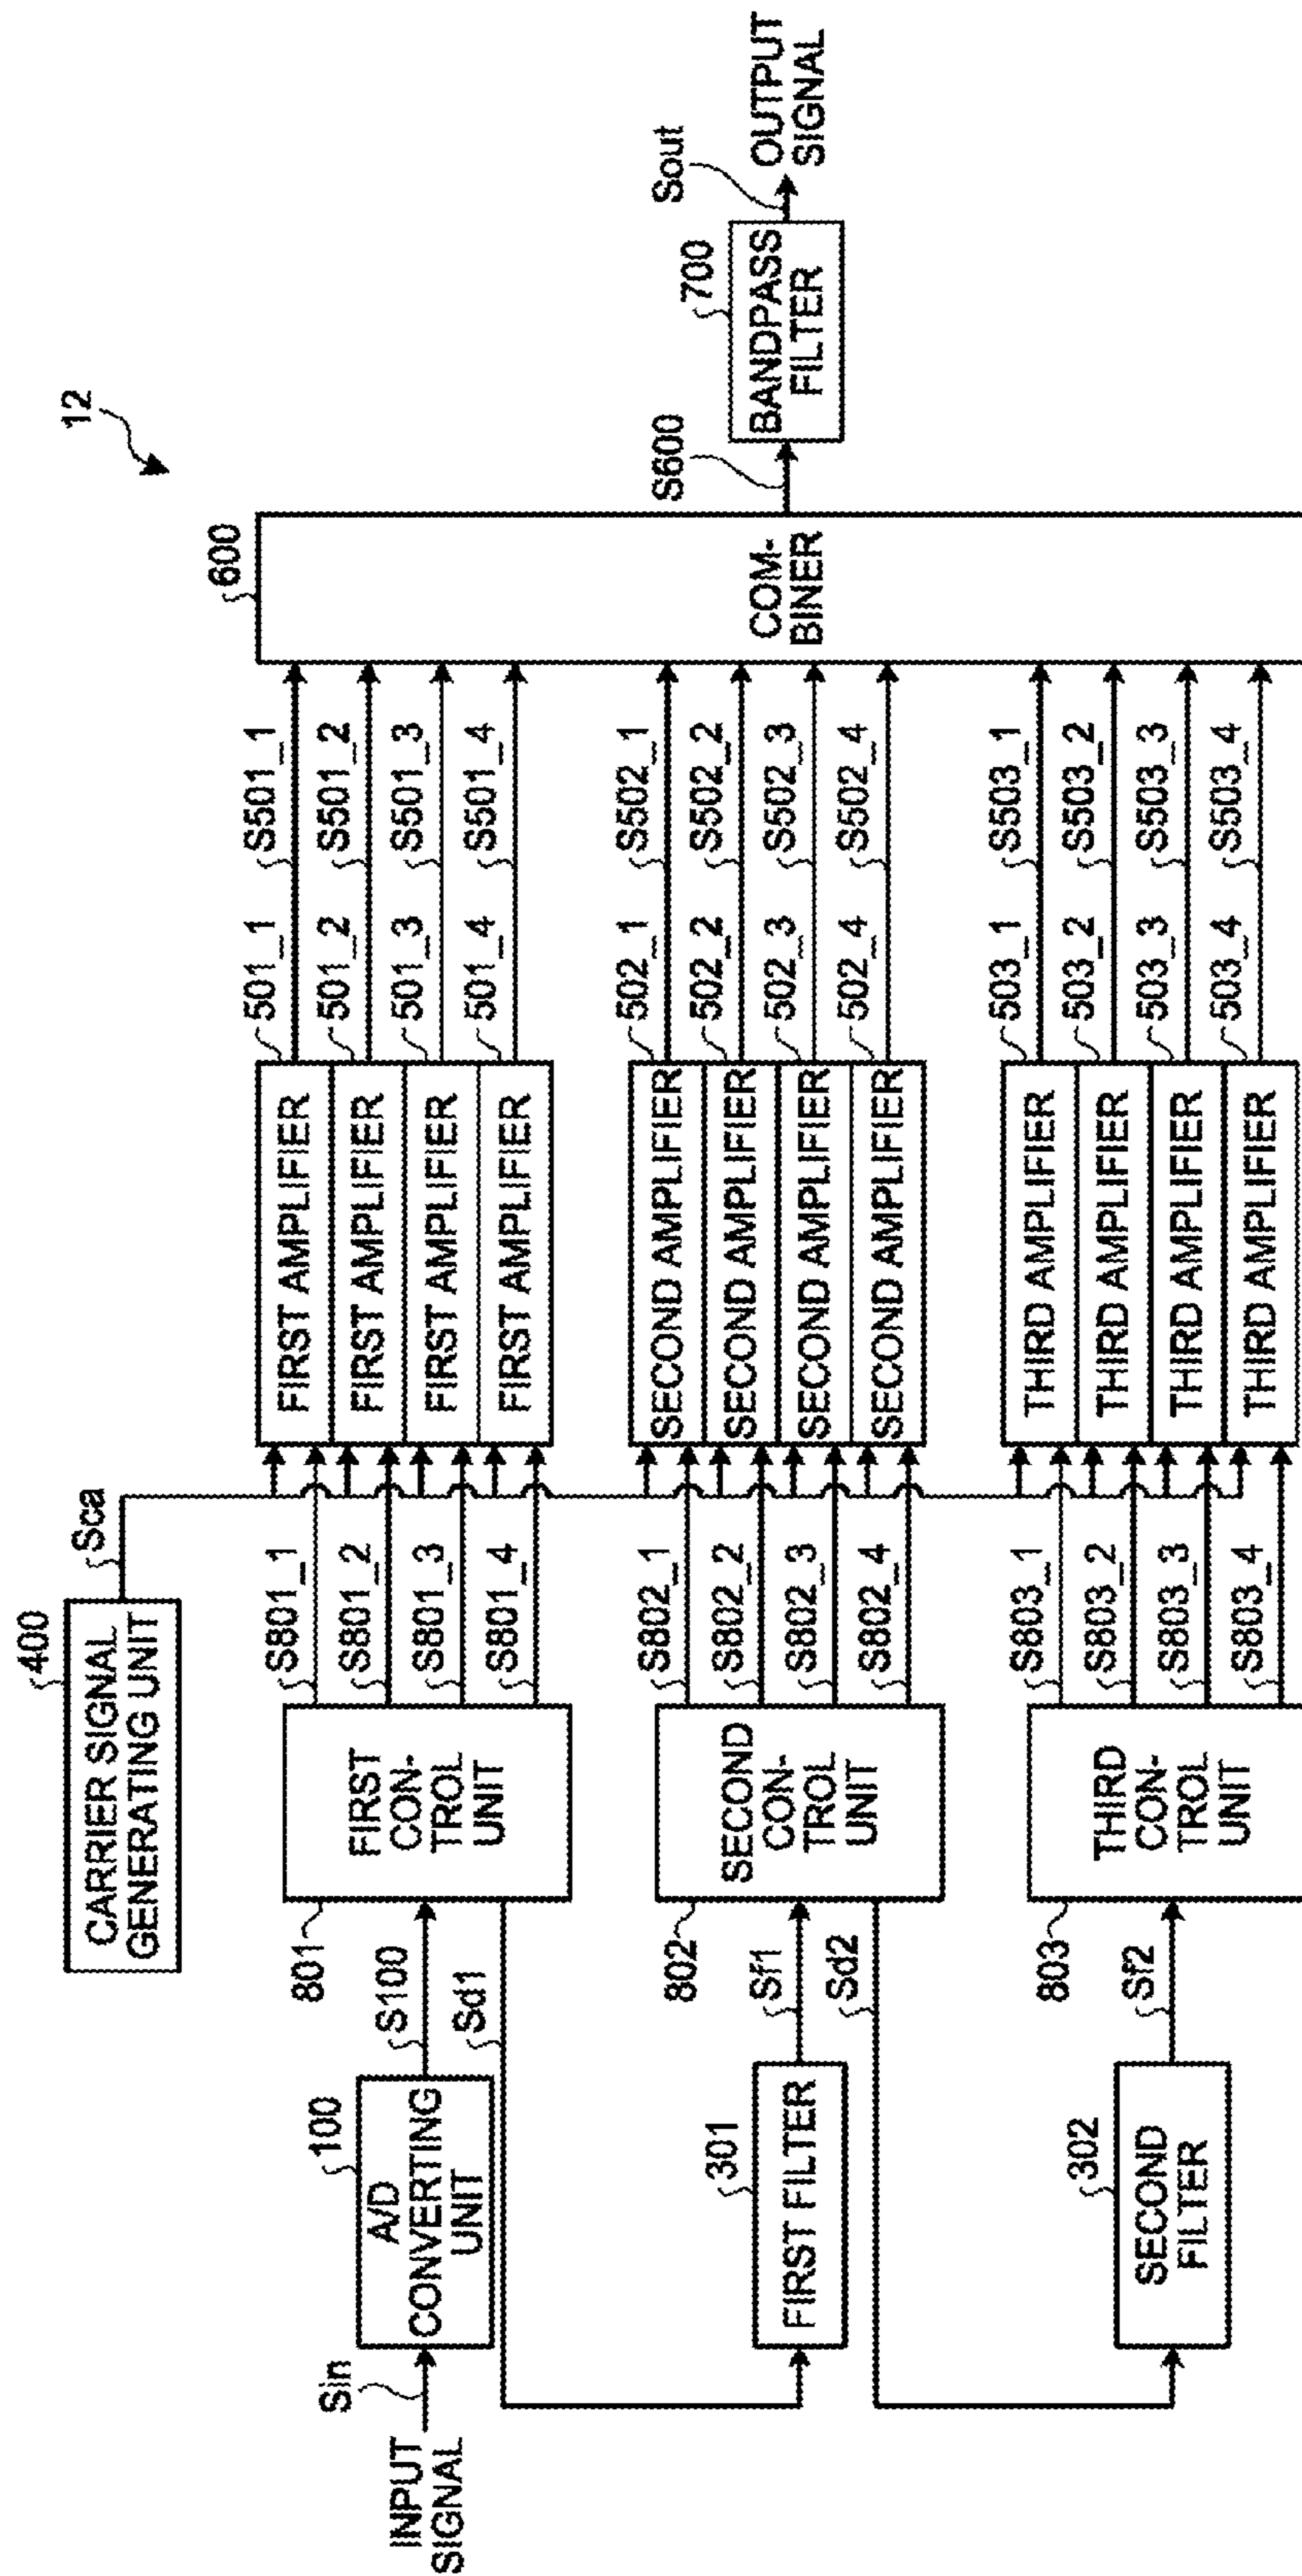 12
CARRIER SIGNAL
GENERATING UNIT
400
Sca
INPUT
SIGNAL
Sin
A/D
CONVERTING
UNIT
100
S100
Sd1
FIRST
CON-
TROL
UNIT
801
S801_1
S801_2
S801_3
S801_4
FIRST AMPLIFIER
FIRST AMPLIFIER
FIRST AMPLIFIER
FIRST AMPLIFIER
501_1
501_2
501_3
501_4
S501_1
S501_2
S501_3
S501_4
FIRST FILTER
301
Sf1
Sd2
SECOND
CON-
TROL
UNIT
802
S802_1
S802_2
S802_3
S802_4
SECOND AMPLIFIER
SECOND AMPLIFIER
SECOND AMPLIFIER
SECOND AMPLIFIER
502_1
502_2
502_3
502_4
S502_1
S502_2
S502_3
S502_4
SECOND
FILTER
302
Sf2
THIRD
CON-
TROL
UNIT
803
S803_1
S803_2
S803_3
S803_4
THIRD AMPLIFIER
THIRD AMPLIFIER
THIRD AMPLIFIER
THIRD AMPLIFIER
503_1
503_2
503_3
503_4
S503_1
S503_2
S503_3
S503_4
600
COM-
BINER
S600
BANDPASS
FILTER
700
Sout
OUTPUT
SIGNAL